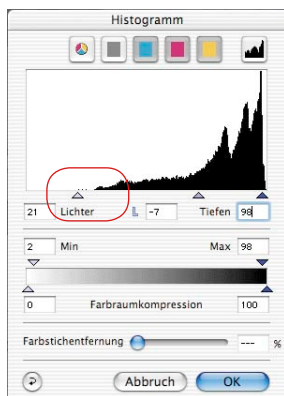 Histogramm
21 Lichter L -7 Tiefen 98
2 Min Max 98
0 Farbraumkompression 100
Farbstichentfernung --- %
Abbruch OK